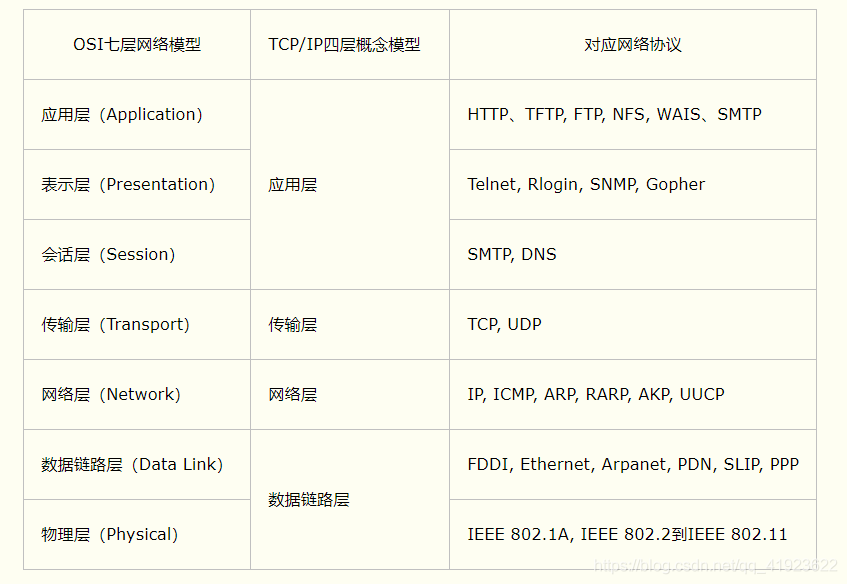 OSI七层网络模型 TCP/IP四层概念模型 对应网络协议
应用层（Application） HTTP、TFTP, FTP, NFS, WAIS、SMTP
表示层（Presentation） 应用层 Telnet, Rlogin, SNMP, Gopher
会话层（Session） SMTP, DNS
传输层（Transport） 传输层 TCP, UDP
网络层（Network） 网络层 IP, ICMP, ARP, RARP, AKP, UUCP
数据链路层（Data Link） FDDI, Ethernet, Arpanet, PDN, SLIP, PPP
数据链路层
物理层（Physical） IEEE 802.1A, IEEE 802.2到IEEE 802.11
https://blog.csdn.net/qq_41923622